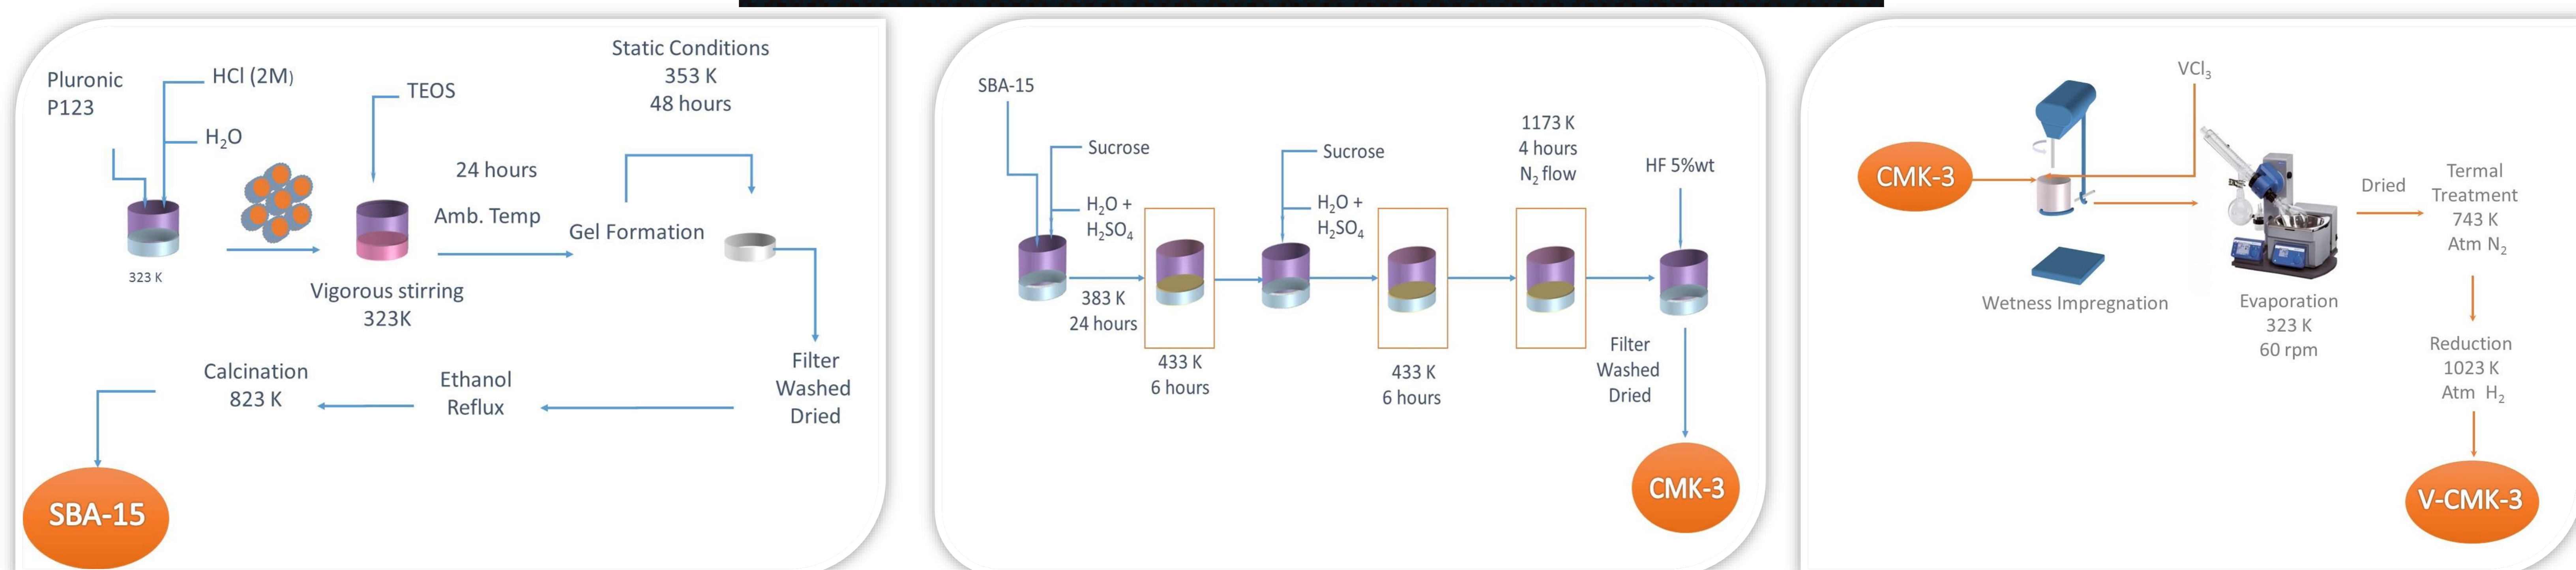 Pluronic
P123
HCl (2M)
H₂O
323 K
TEOS
Vigorous stirring
323K
24 hours
Amb. Temp
Gel Formation
Static Conditions
353 K
48 hours
Filter
Washed
Dried
Ethanol
Reflux
Calcination
823 K
SBA-15
SBA-15
Sucrose
H₂O +
H₂SO₄
383 K
24 hours
433 K
6 hours
Sucrose
H₂O +
H₂SO₄
433 K
6 hours
1173 K
4 hours
N₂ flow
HF 5%wt
Filter
Washed
Dried
CMK-3
CMK-3
VCl₃
Wetness Impregnation
Evaporation
323 K
60 rpm
Dried
Termal
Treatment
743 K
Atm N₂
Reduction
1023 K
Atm H₂
V-CMK-3